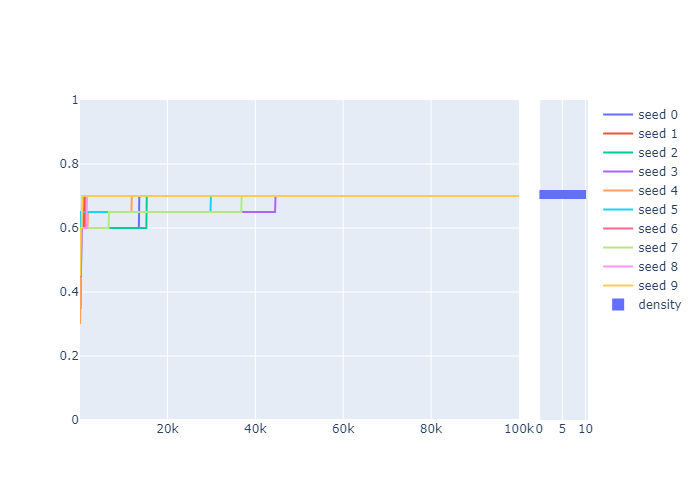 1
0.8
0.6
0.4
0.2
0
20k
40k
60k
80k
100k
0
5
10
seed 0
seed 1
seed 2
seed 3
seed 4
seed 5
seed 6
seed 7
seed 8
seed 9
density